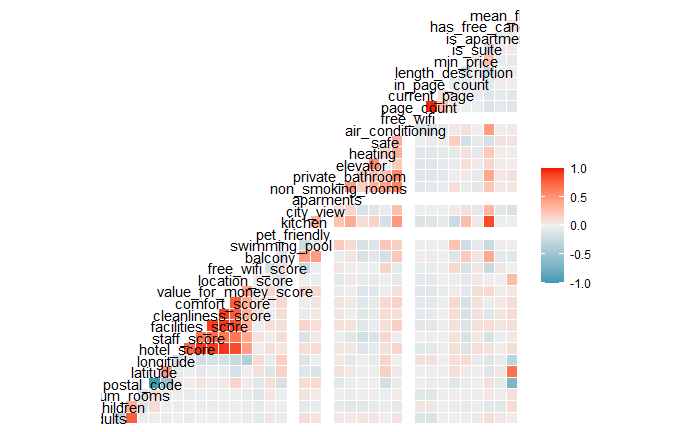 mean_f
has_free_can
is_apartme
is_suite
min_price
length_description
in_page_count
current_page
page_count
free_wifi
air_conditioning
safe
heating
elevator
private_bathroom
non_smoking_rooms
aparments
city_view
kitchen
pet_friendly
swimming_pool
balcony
free_wifi_score
location_score
value_for_money_score
comfort_score
cleanliness_score
facilities_score
staff_score
hotel_score
longitude
latitude
postal_code
um_rooms
children
dults
1.0
0.5
0.0
-0.5
-1.0